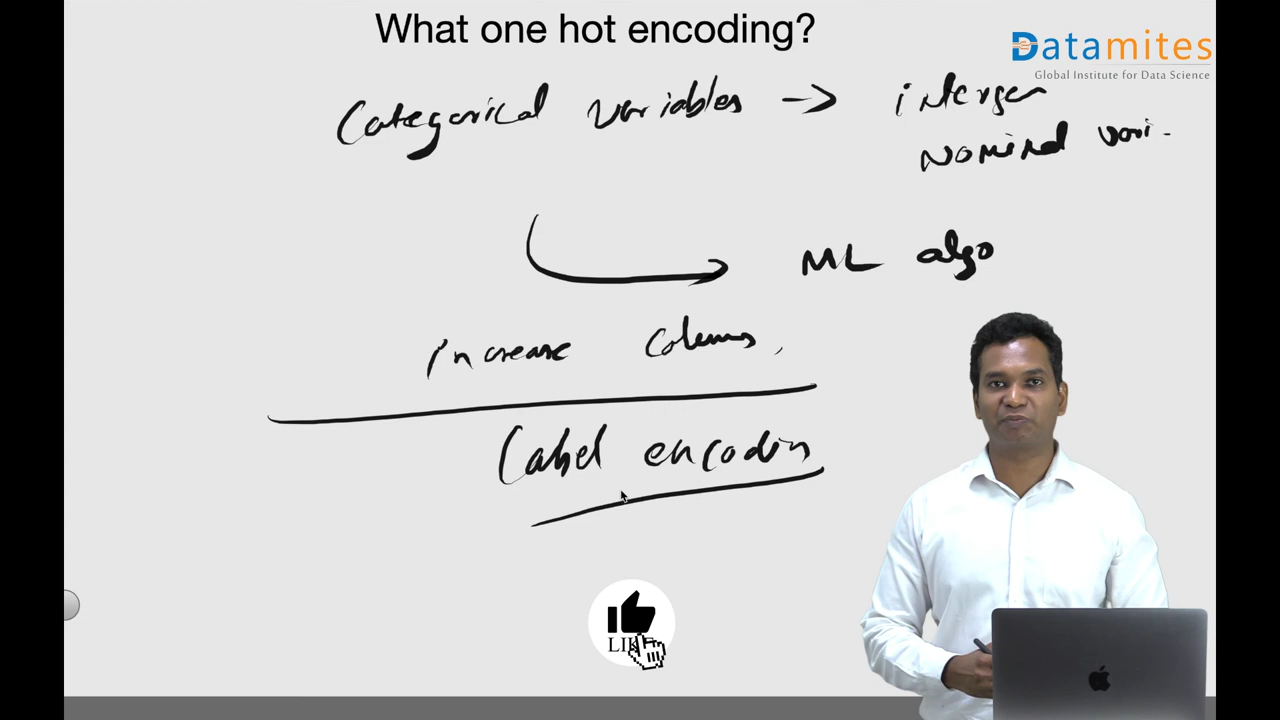 What one hot encoding?
Datamites
Global Institute for Data Science
Categorical variables → interger
nominal vari.
ML algo
increase columns,
Label encoding
LIKE